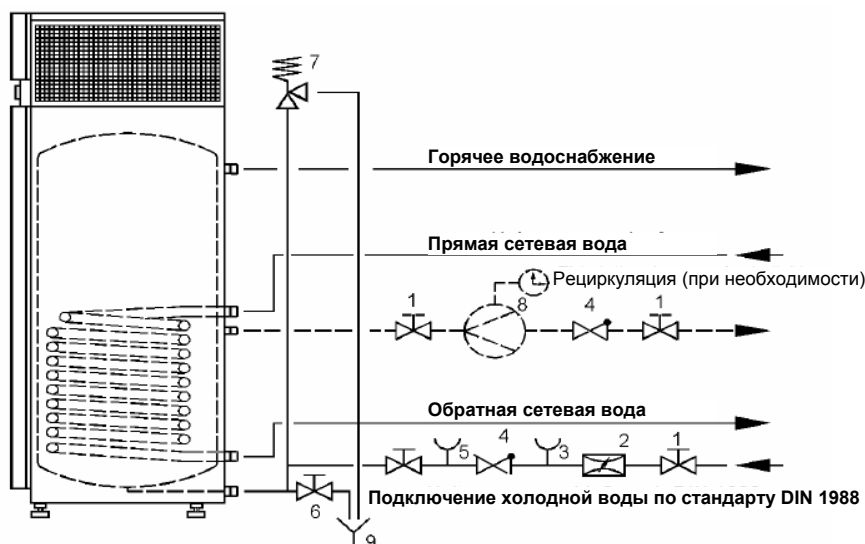 7
Горячее водоснабжение
Прямая сетевая вода
Рециркуляция (при необходимости)
1
8
4
1
Обратная сетевая вода
5
4
3
2
1
6
Подключение холодной воды по стандарту DIN 1988
9